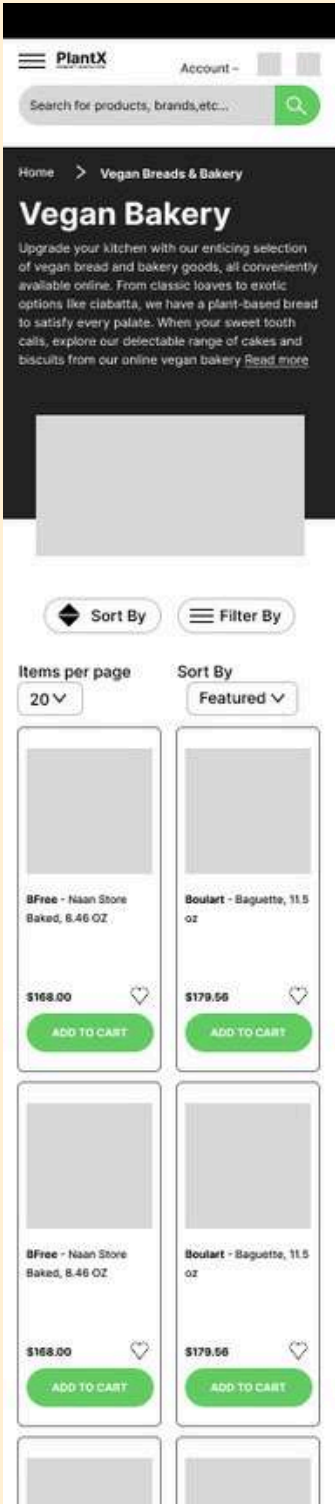 PlantX
Account –
Search for products, brands,etc...
Home > Vegan Breads & Bakery
Vegan Bakery
Upgrade your kitchen with our enticing selection
of vegan bread and bakery goods, all conveniently
available online. From classic loaves to exotic
options like ciabatta, we have a plant-based bread
to satisfy every palate. When your sweet tooth
calls, explore our delectable range of cakes and
biscuits from our online vegan bakery Read more
Sort By
Filter By
Items per page
Sort By
20
Featured
BFree - Naan Store
Baked, 8.46 OZ
$168.00
ADD TO CART
Boulart - Baguette, 11.5
oz
$179.56
ADD TO CART
BFree - Naan Store
Baked, 8.46 OZ
$168.00
ADD TO CART
Boulart - Baguette, 11.5
oz
$179.56
ADD TO CART